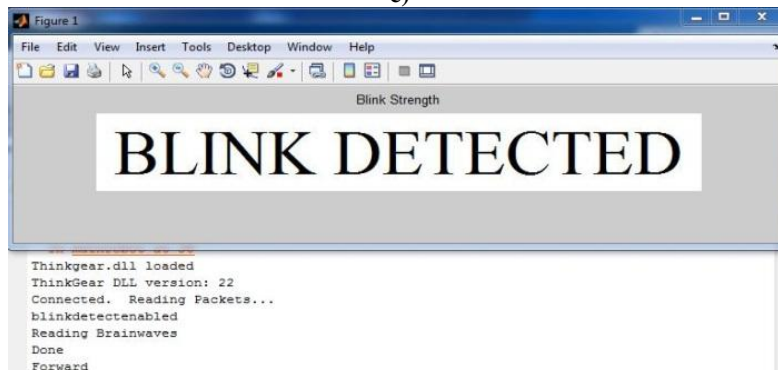 c)
Figure 1
File Edit View Insert Tools Desktop Window Help
Blink Strength
BLINK DETECTED
Thinkgear.dll loaded
ThinkGear DLL version: 22
Connected. Reading Packets...
blinkdetectenabled
Reading Brainwaves
Done
Forward